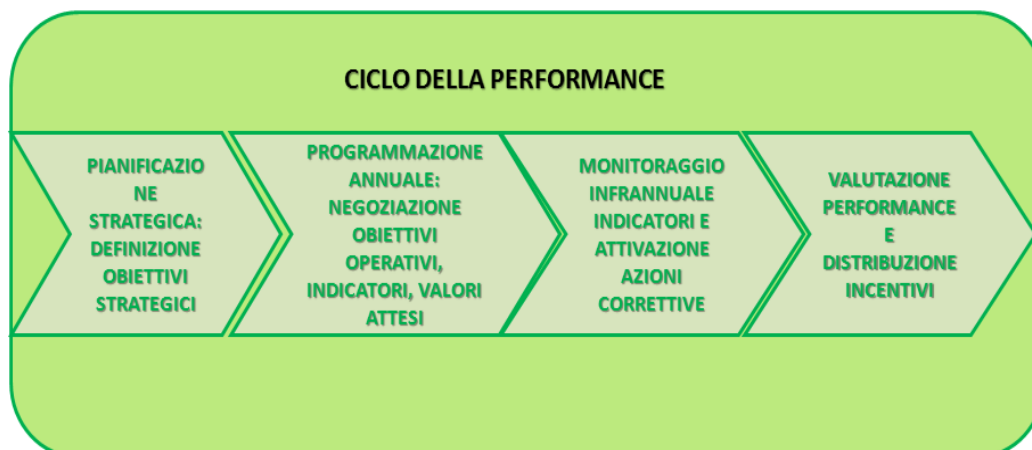 CICLO DELLA PERFORMANCE
PIANIFICAZIO
NE
STRATEGICA:
DEFINIZIONE
OBIETTIVI
STRATEGICI
PROGRAMMAZIONE
ANNUALE:
NEGOZIAZIONE
OBIETTIVI
OPERATIVI,
INDICATORI, VALORI
ATTESI
MONITORAGGIO
INFRANNUALE
INDICATORI E
ATTIVAZIONE
AZIONI
CORRETTIVE
VALUTAZIONE
PERFORMANCE
E
DISTRIBUZIONE
INCENTIVI